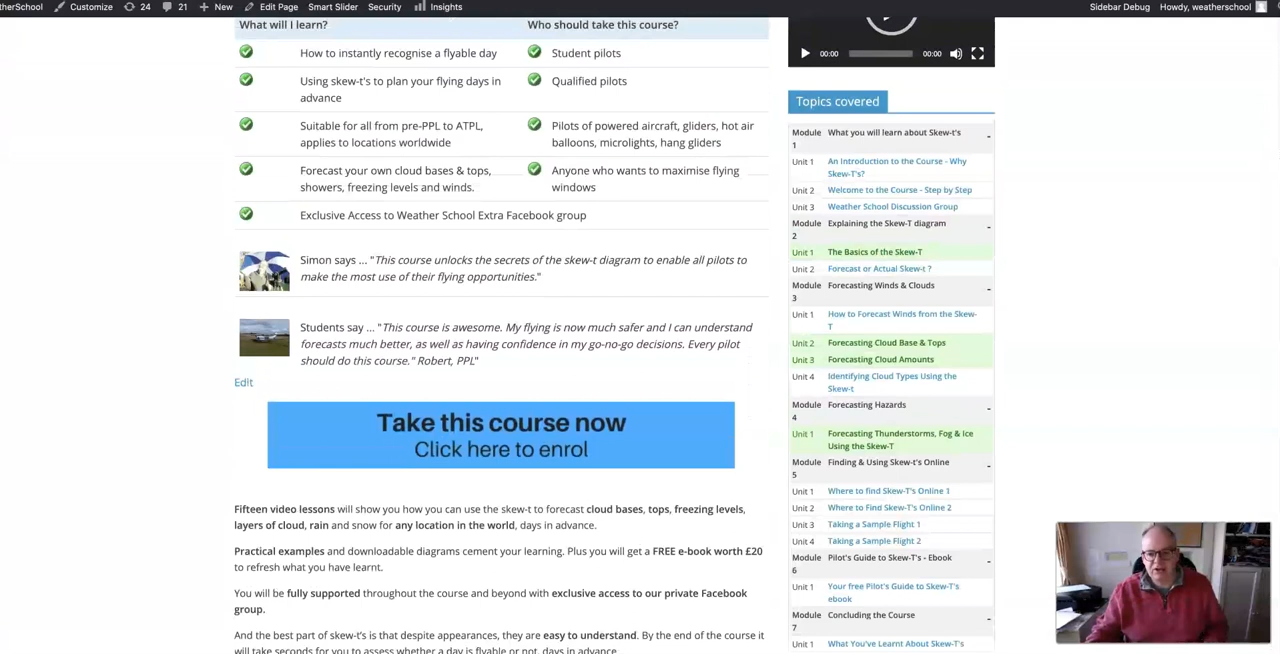 therSchool Customize 24 21 New Edit Page Smart Slider Security Insights Sidebar Debug Howdy, weatherschool
What will I learn? Who should take this course?
How to instantly recognise a flyable day
Student pilots
Using skew-t's to plan your flying days in
advance
Qualified pilots
Suitable for all from pre-PPL to ATPL,
applies to locations worldwide
Pilots of powered aircraft, gliders, hot air
balloons, microlights, hang gliders
Forecast your own cloud bases & tops,
showers, freezing levels and winds.
Anyone who wants to maximise flying
windows
Exclusive Access to Weather School Extra Facebook group
Simon says ... "This course unlocks the secrets of the skew-t diagram to enable all pilots to
make the most use of their flying opportunities."
Students say ... "This course is awesome. My flying is now much safer and I can understand
forecasts much better, as well as having confidence in my go-no-go decisions. Every pilot
should do this course." Robert, PPL"
Edit
Take this course now
Click here to enrol
Fifteen video lessons will show you how you can use the skew-t to forecast cloud bases, tops, freezing levels,
layers of cloud, rain and snow for any location in the world, days in advance.
Practical examples and downloadable diagrams cement your learning. Plus you will get a FREE e-book worth £20
to refresh what you have learnt.
You will be fully supported throughout the course and beyond with exclusive access to our private Facebook
group.
And the best part of skew-t's is that despite appearances, they are easy to understand. By the end of the course it
will take seconds for you to assess whether a day is flyable or not, days in advance.
00:00 00:00
Topics covered
Module 1 What you will learn about Skew-t's -
Unit 1 An Introduction to the Course - Why
Skew-T's?
Unit 2 Welcome to the Course - Step by Step
Unit 3 Weather School Discussion Group
Module 2 Explaining the Skew-T diagram -
Unit 1 The Basics of the Skew-T
Unit 2 Forecast or Actual Skew-t ?
Module 3 Forecasting Winds & Clouds -
Unit 1 How to Forecast Winds from the Skew-
T
Unit 2 Forecasting Cloud Base & Tops
Unit 3 Forecasting Cloud Amounts
Unit 4 Identifying Cloud Types Using the
Skew-t
Module 4 Forecasting Hazards -
Unit 1 Forecasting Thunderstorms, Fog & Ice
Using the Skew-T
Module 5 Finding & Using Skew-t's Online -
Unit 1 Where to find Skew-T's Online 1
Unit 2 Where to Find Skew-T's Online 2
Unit 3 Taking a Sample Flight 1
Unit 4 Taking a Sample Flight 2
Module 6 Pilot's Guide to Skew-T's - Ebook -
Unit 1 Your free Pilot's Guide to Skew-T's
ebook
Module 7 Concluding the Course -
Unit 1 What You've Learnt About Skew-T's